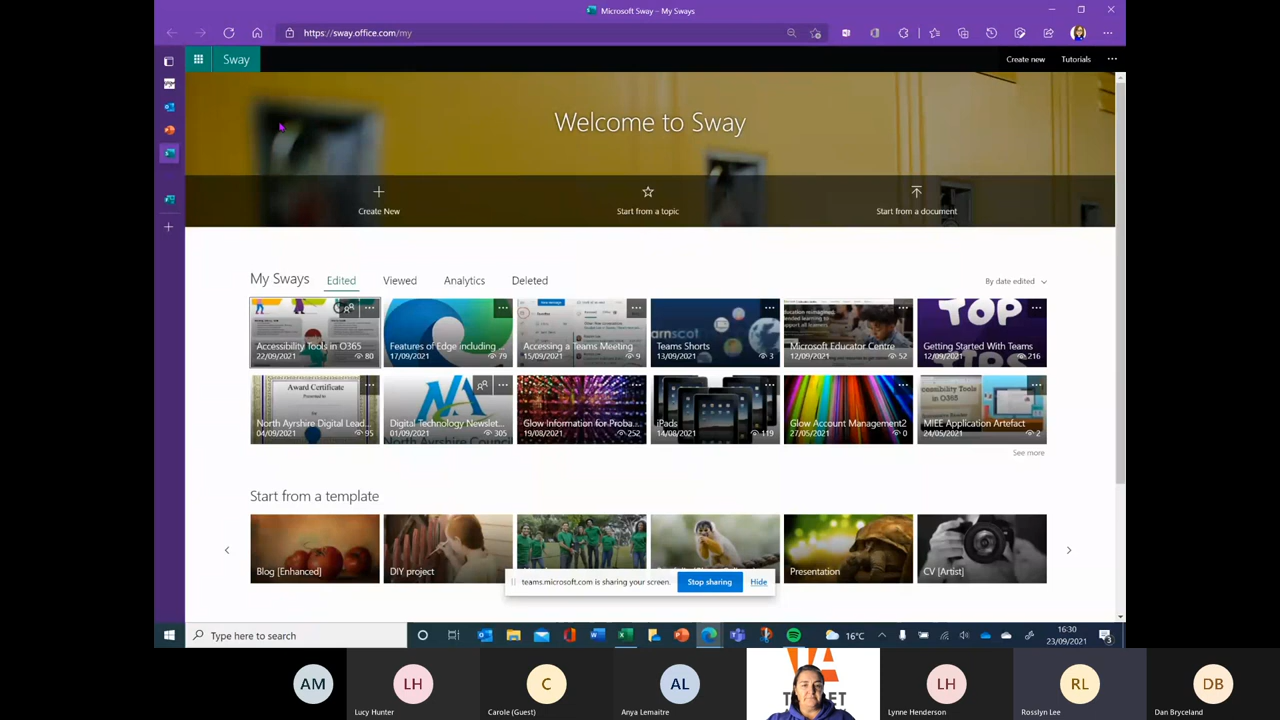 Microsoft Sway - My Sways
https://sway.office.com/my
Sway
Create new
Tutorials
Welcome to Sway
Create New
Start from a topic
Start from a document
My Sways
Edited
Viewed
Analytics
Deleted
By date edited
Accessibility Tools in O365
22/09/2021
80
Features of Edge including ...
17/09/2021
79
Accessing a Teams Meeting
15/09/2021
9
Teams Shorts
13/09/2021
3
Microsoft Educator Centre
12/09/2021
52
TOP
Getting Started With Teams
12/09/2021
216
Award Certificate
North Ayrshire Digital Lead...
04/09/2021
95
Digital Technology Newslet...
01/09/2021
305
North Ayrshire Council
Glow Information for Proba...
19/08/2021
252
iPads
14/08/2021
119
Glow Account Management2
27/05/2021
0
MIEE Application Artefact
24/05/2021
2
See more
Start from a template
Blog [Enhanced]
DIY project
Presentation
CV [Artist]
teams.microsoft.com is sharing your screen.
Stop sharing
Hide
Type here to search
16°C
16:30
23/09/2021
3
AM
LH
Lucy Hunter
C
Carole (Guest)
AL
Anya Lemaitre
LH
Lynne Henderson
RL
Rosslyn Lee
DB
Dan Bryceland